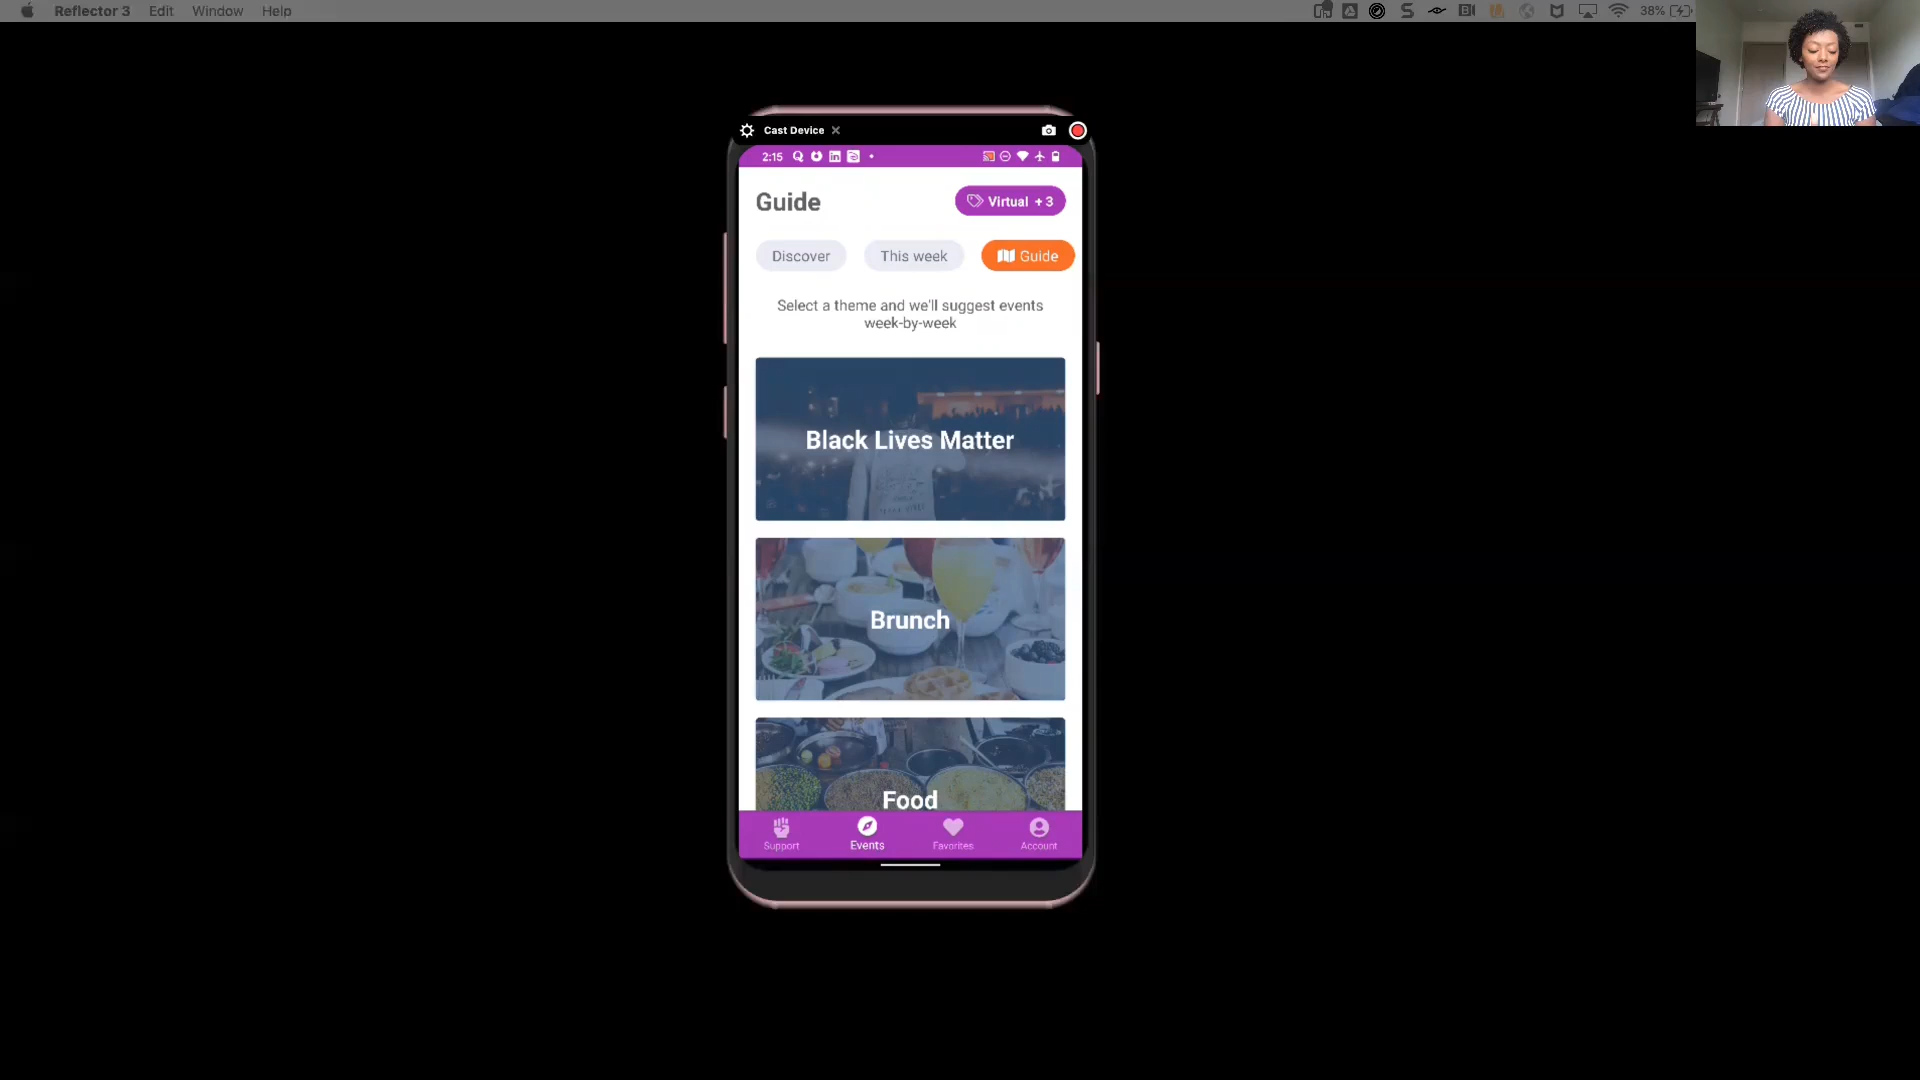 Reflector 3 Edit Window Help
38%
Cast Device
2:15
Guide
Virtual + 3
Discover
This week
Guide
Select a theme and we'll suggest events
week-by-week
Black Lives Matter
Brunch
Food
Support
Events
Favorites
Account